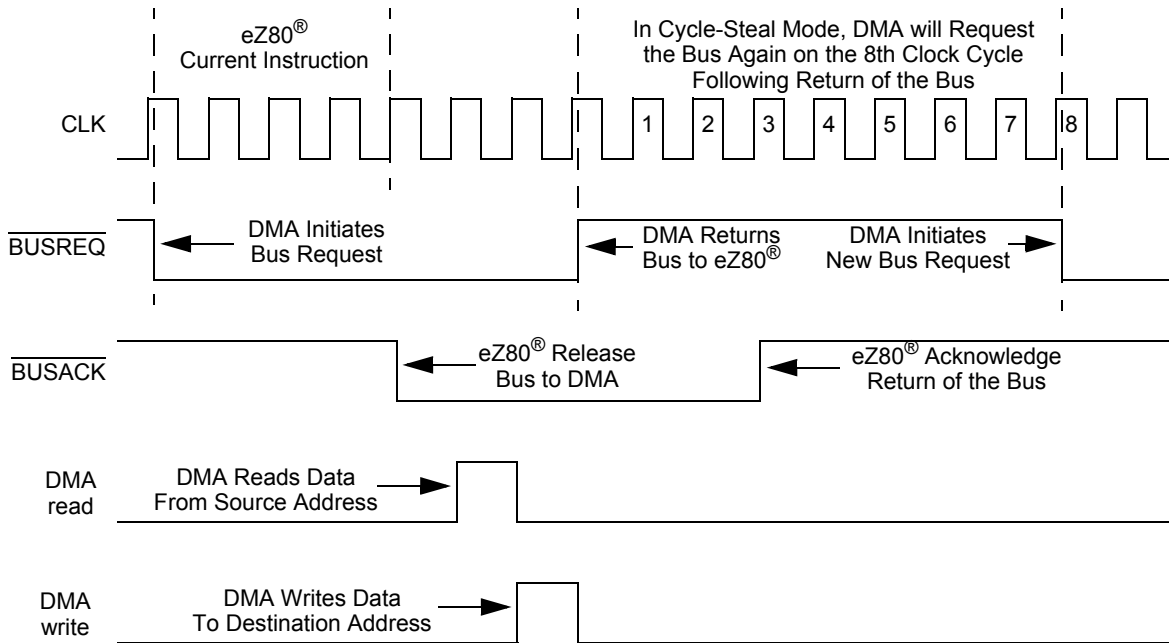 eZ80®
Current Instruction
In Cycle-Steal Mode, DMA will Request
the Bus Again on the 8th Clock Cycle
Following Return of the Bus
CLK
1 2 3 4 5 6 7 8
BUSREQ
DMA Initiates
Bus Request
DMA Returns
Bus to eZ80®
DMA Initiates
New Bus Request
BUSACK
eZ80® Release
Bus to DMA
eZ80® Acknowledge
Return of the Bus
DMA
read
DMA Reads Data
From Source Address
DMA
write
DMA Writes Data
To Destination Address